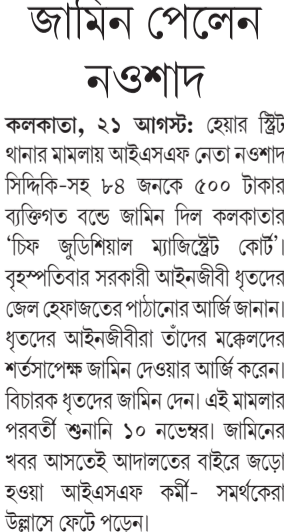 জামিন পেলেন
নওশাদ
কলকাতা, ২১ আগস্ট: হেয়ার স্ট্রিট
থানার মামলায় আইএসএফ নেতা নওশাদ
সিদ্দিকি-সহ ৮৪ জনকে ৫০০ টাকার
ব্যক্তিগত বন্ডে জামিন দিল কলকাতার
‘চিফ জুডিশিয়াল ম্যাজিস্ট্রেট কোর্ট’।
বৃহস্পতিবার সরকারী আইনজীবী ধৃতদের
জেল হেফাজতের পাঠানোর আর্জি জানান।
ধৃতদের আইনজীবীরা তাঁদের মক্কেলদের
শর্তসাপেক্ষ জামিন দেওয়ার আর্জি করেন।
বিচারক ধৃতদের জামিন দেন। এই মামলার
পরবর্তী শুনানি ১০ নভেম্বর। জামিনের
খবর আসতেই আদালতের বাইরে জড়ো
হওয়া আইএসএফ কর্মী- সমর্থকেরা
উল্লাসে ফেটে পড়েন।